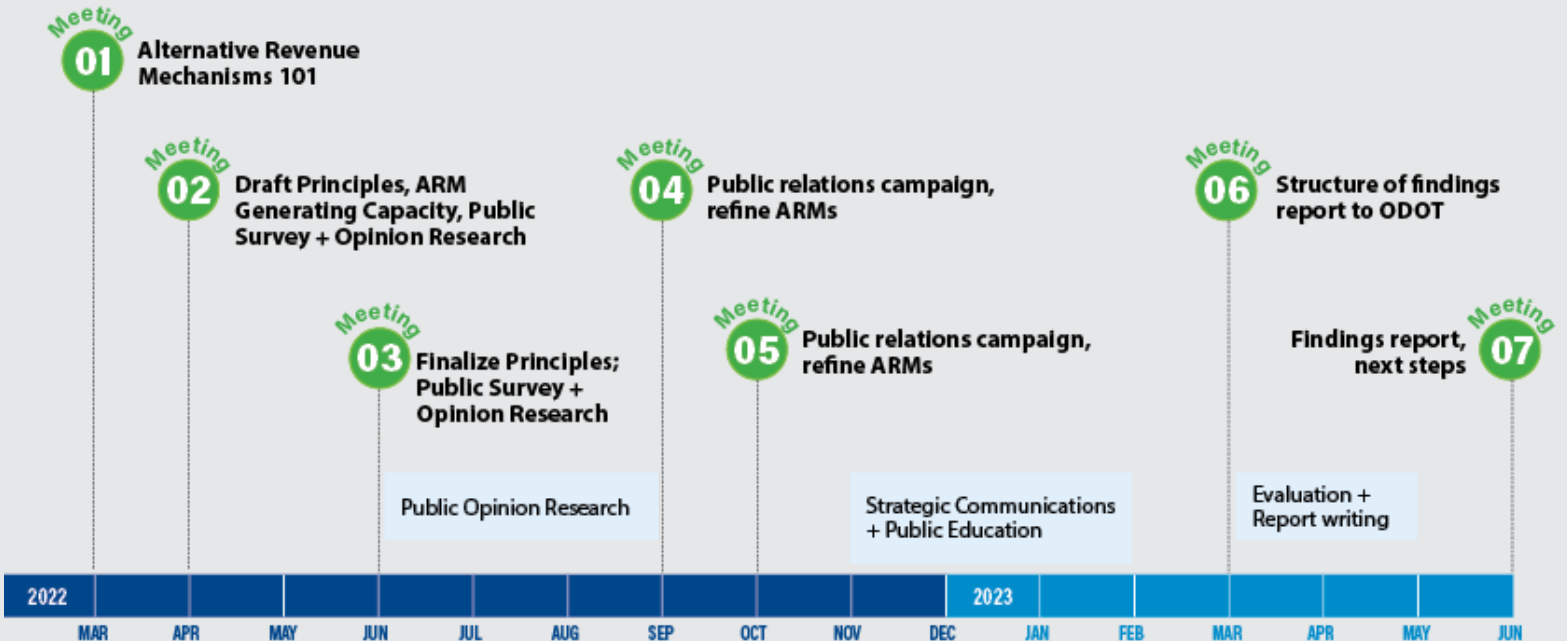 Meeting
01
Alternative Revenue
Mechanisms 101
Meeting
02
Draft Principles, ARM
Generating Capacity, Public
Survey + Opinion Research
Meeting
03
Finalize Principles;
Public Survey +
Opinion Research
Meeting
04
Public relations campaign,
refine ARMs
Meeting
05
Public relations campaign,
refine ARMs
Meeting
06
Structure of findings
report to ODOT
Meeting
07
Findings report,
next steps
Public Opinion Research
Strategic Communications
+ Public Education
Evaluation +
Report writing
2022
2023
MAR
APR
MAY
JUN
JUL
AUG
SEP
OCT
NOV
DEC
JAN
FEB
MAR
APR
MAY
JUN